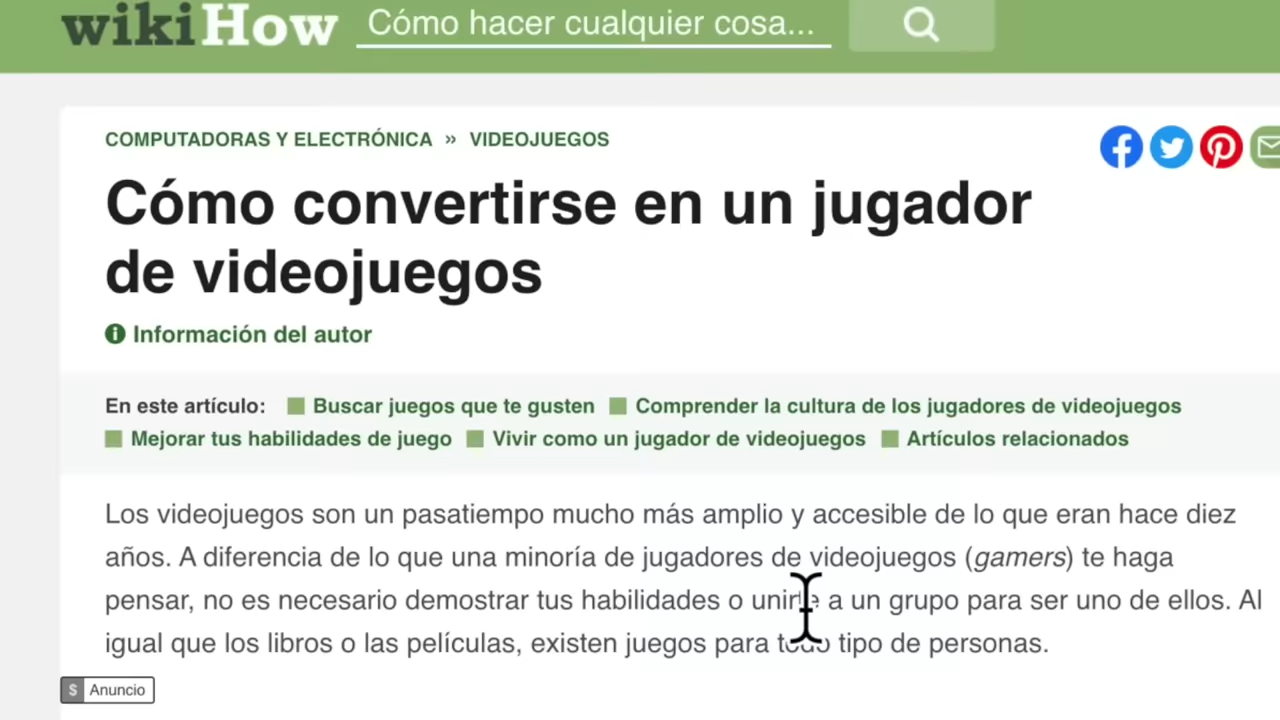 wikiHow Cómo hacer cualquier cosa...
COMPUTADORAS Y ELECTRÓNICA » VIDEOJUEGOS
Cómo convertirse en un jugador
de videojuegos
Información del autor
En este artículo: Buscar juegos que te gusten Comprender la cultura de los jugadores de videojuegos
Mejorar tus habilidades de juego Vivir como un jugador de videojuegos Artículos relacionados
Los videojuegos son un pasatiempo mucho más amplio y accesible de lo que eran hace diez
años. A diferencia de lo que una minoría de jugadores de videojuegos (gamers) te haga
pensar, no es necesario demostrar tus habilidades o unirte a un grupo para ser uno de ellos. Al
igual que los libros o las películas, existen juegos para todo tipo de personas.
$ Anuncio